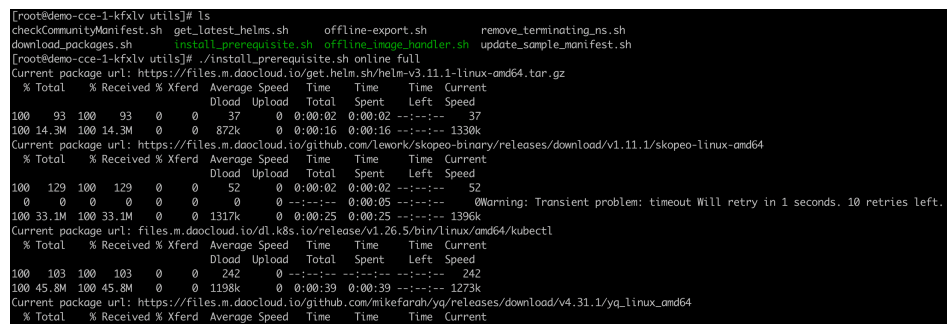 [root@demo-cce-1-kfxlv utils]# ls
checkCommunityManifest.sh  get_latest_helms.sh      offline-export.sh         remove_terminating_ns.sh
download_packages.sh       install_prerequisite.sh  offline_image_handler.sh  update_sample_manifest.sh
[root@demo-cce-1-kfxlv utils]# ./install_prerequisite.sh online full
Current package url: https://files.m.daocloud.io/get.helm.sh/helm-v3.11.1-linux-amd64.tar.gz
  % Total    % Received % Xferd  Average Speed   Time    Time     Time  Current
                                 Dload  Upload   Total   Spent    Left  Speed
100    93  100    93    0     0     37      0  0:00:02  0:00:02 --:--:--    37
100 14.3M  100 14.3M    0     0   872k      0  0:00:16  0:00:16 --:--:-- 1330k
Current package url: https://files.m.daocloud.io/github.com/lework/skopeo-binary/releases/download/v1.11.1/skopeo-linux-amd64
  % Total    % Received % Xferd  Average Speed   Time    Time     Time  Current
                                 Dload  Upload   Total   Spent    Left  Speed
100   129  100   129    0     0     52      0  0:00:02  0:00:02 --:--:--    52
  0     0    0     0    0     0      0      0 --:--:--  0:00:05 --:--:--     0Warning: Transient problem: timeout Will retry in 1 seconds. 10 retries left.
100 33.1M  100 33.1M    0     0  1317k      0  0:00:25  0:00:25 --:--:-- 1396k
Current package url: files.m.daocloud.io/dl.k8s.io/release/v1.26.5/bin/linux/amd64/kubectl
  % Total    % Received % Xferd  Average Speed   Time    Time     Time  Current
                                 Dload  Upload   Total   Spent    Left  Speed
100   103  100   103    0     0    242      0 --:--:-- --:--:-- --:--:--   242
100 45.8M  100 45.8M    0     0  1198k      0  0:00:39  0:00:39 --:--:-- 1273k
Current package url: https://files.m.daocloud.io/github.com/mikefarah/yq/releases/download/v4.31.1/yq_linux_amd64
  % Total    % Received % Xferd  Average Speed   Time    Time     Time  Current